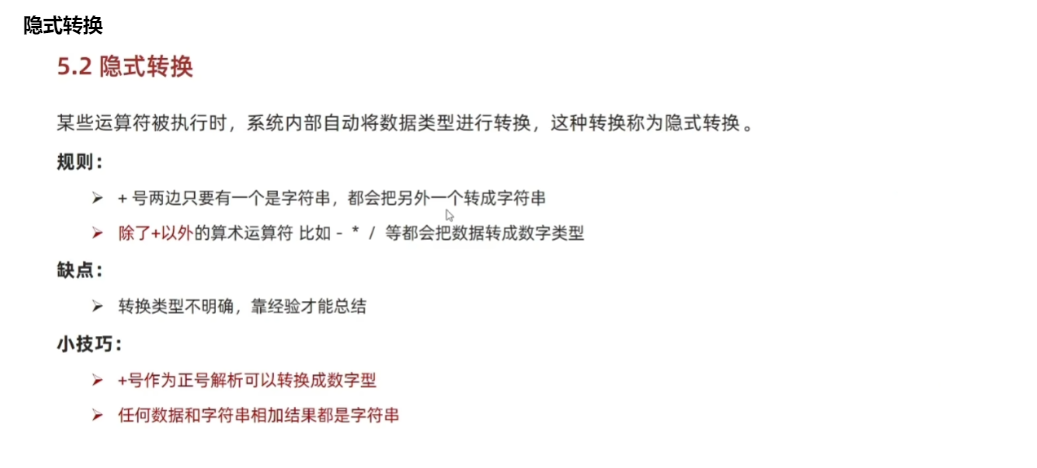 隐式转换
5.2 隐式转换
某些运算符被执行时，系统内部自动将数据类型进行转换，这种转换称为隐式转换。
规则：
➢ + 号两边只要有一个是字符串，都会把另外一个转成字符串
➢ 除了+以外的算术运算符 比如 - * / 等都会把数据转成数字类型
缺点：
➢ 转换类型不明确，靠经验才能总结
小技巧：
➢ +号作为正号解析可以转换成数字型
➢ 任何数据和字符串相加结果都是字符串